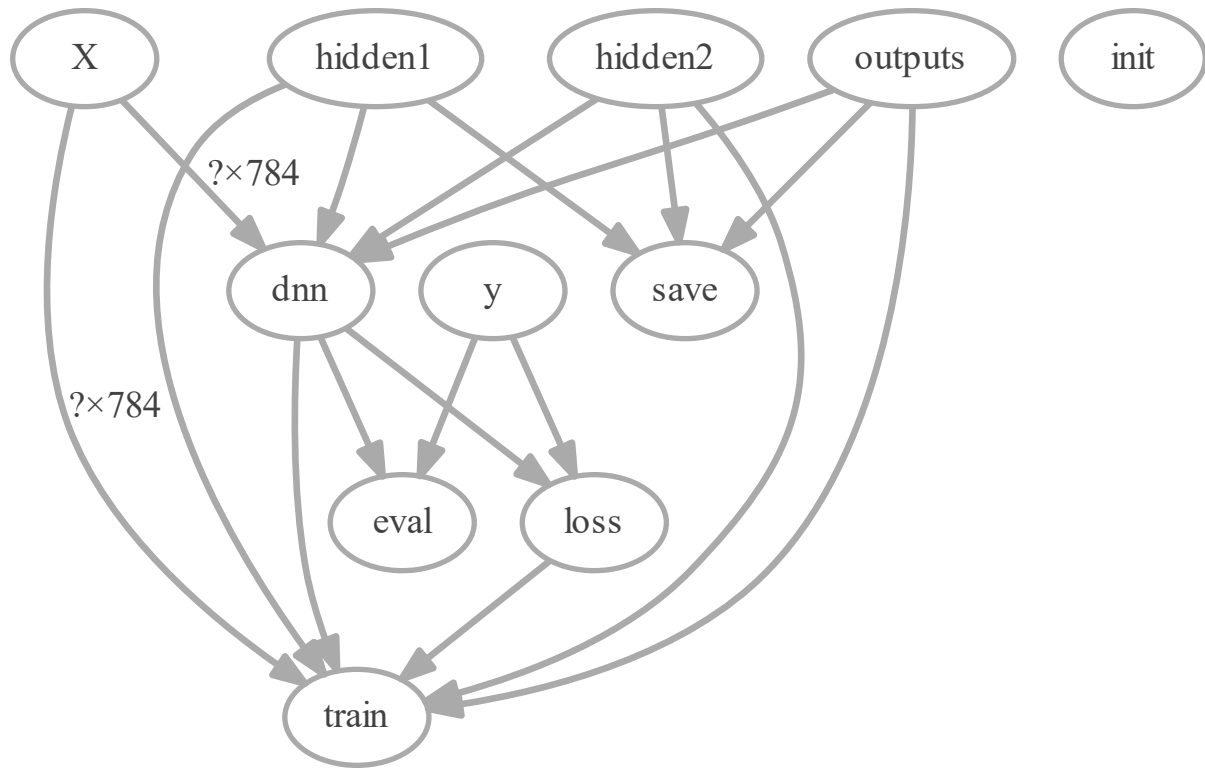 X
hidden1
hidden2
outputs
init
?×784
dnn
y
save
?×784
eval
loss
train